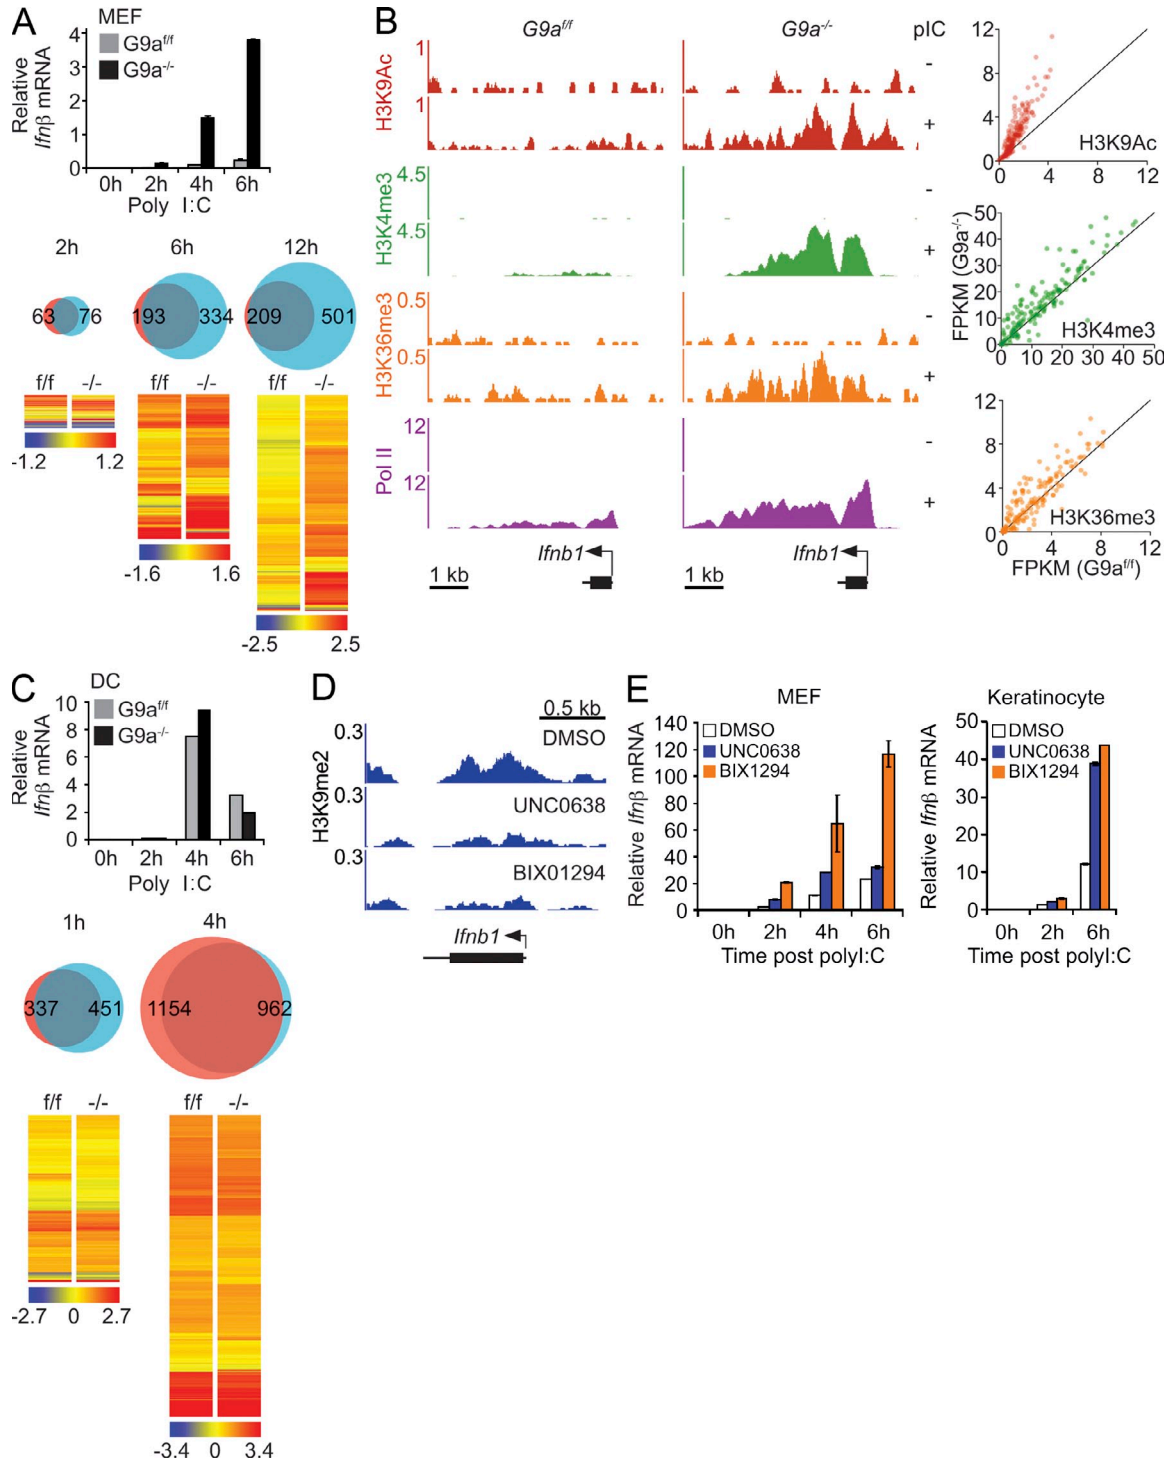 A
MEF
G9a^f/f
G9a^-/-
Relative
Ifnβ mRNA
4
3
2
1
0
0h 2h 4h 6h
Poly I:C
2h 6h 12h
63 76 193 334 209 501
f/f -/- f/f -/- f/f -/-
-1.2 1.2
-1.6 1.6
-2.5 2.5
B
G9a^f/f G9a^-/- pIC
H3K9Ac
1 -
1 +
H3K4me3
4.5 -
4.5 +
H3K36me3
0.5 -
0.5 +
Pol II
12 -
12 +
Ifnb1 Ifnb1
1 kb 1 kb
12
8
4
0
0 4 8 12
H3K9Ac
FPKM (G9a^-/-)
50
40
30
20
10
0
0 10 20 30 40 50
H3K4me3
12
8
4
0
0 4 8 12
H3K36me3
FPKM (G9a^f/f)
C
DC
G9a^f/f
G9a^-/-
Relative
Ifnβ mRNA
10
8
6
4
2
0
0h 2h 4h 6h
Poly I:C
1h 4h
337 451 1154 962
f/f -/- f/f -/-
-2.7 0 2.7
-3.4 0 3.4
D
0.5 kb
H3K9me2
0.3 DMSO
0.3 UNC0638
0.3 BIX01294
Ifnb1
E
MEF
Relative Ifnβ mRNA
140
120
100
80
60
40
20
0
DMSO
UNC0638
BIX1294
0h 2h 4h 6h
Time post polyI:C
Keratinocyte
Relative Ifnβ mRNA
50
40
30
20
10
0
DMSO
UNC0638
BIX1294
0h 2h 6h
Time post polyI:C